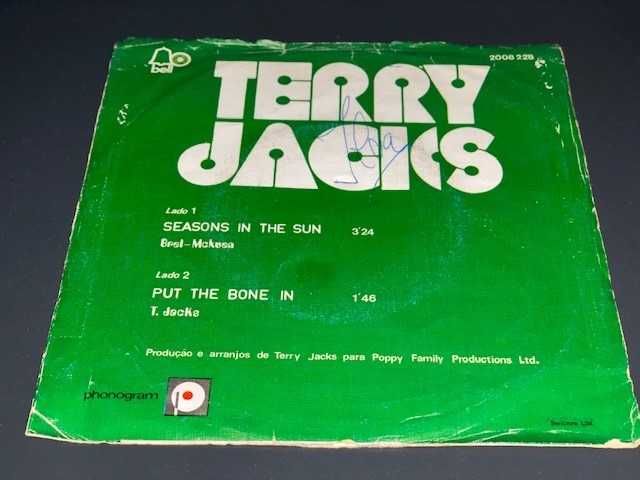 bell
2008 228
TERRY
JACKS
Lado 1
SEASONS IN THE SUN 3'24
Brel-Mckuen
Lado 2
PUT THE BONE IN 1'46
T. Jacks
Produção e arranjos de Terry Jacks para Poppy Family Productions Ltd.
phonogram